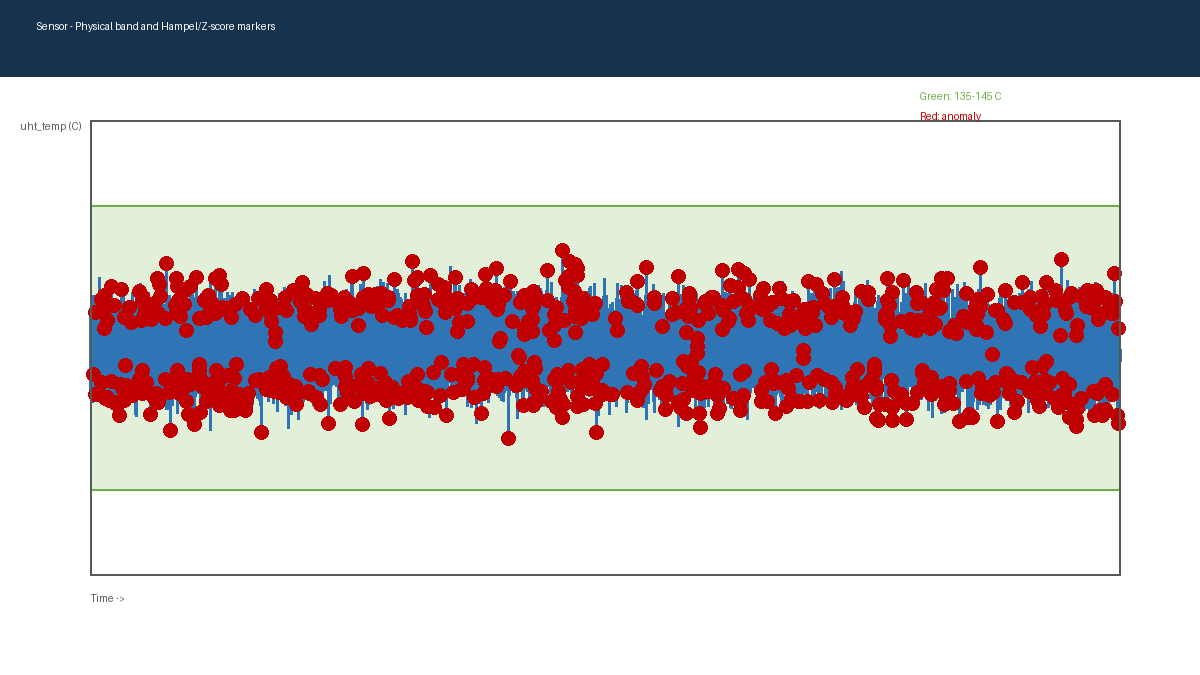 Sensor - Physical band and Hampel/Z-score markers
Green: 135-145 C
Red: anomaly
uht_temp (C)
Time ->